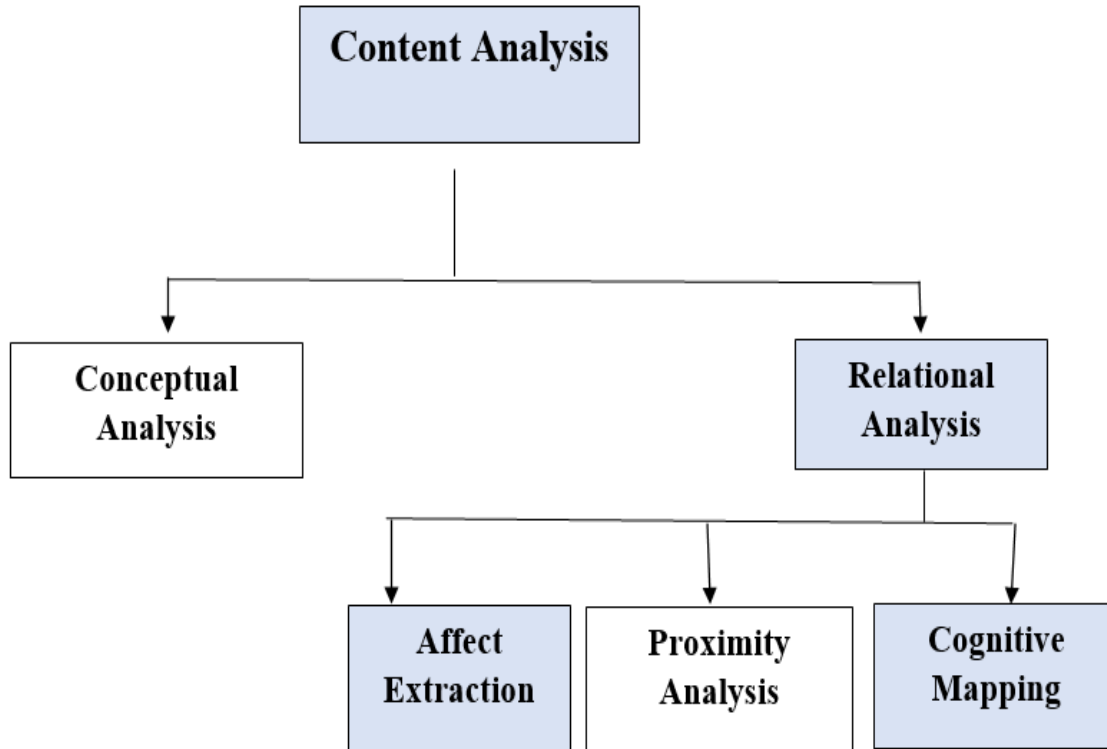 Content Analysis
Conceptual
Analysis
Relational
Analysis
Affect
Extraction
Proximity
Analysis
Cognitive
Mapping